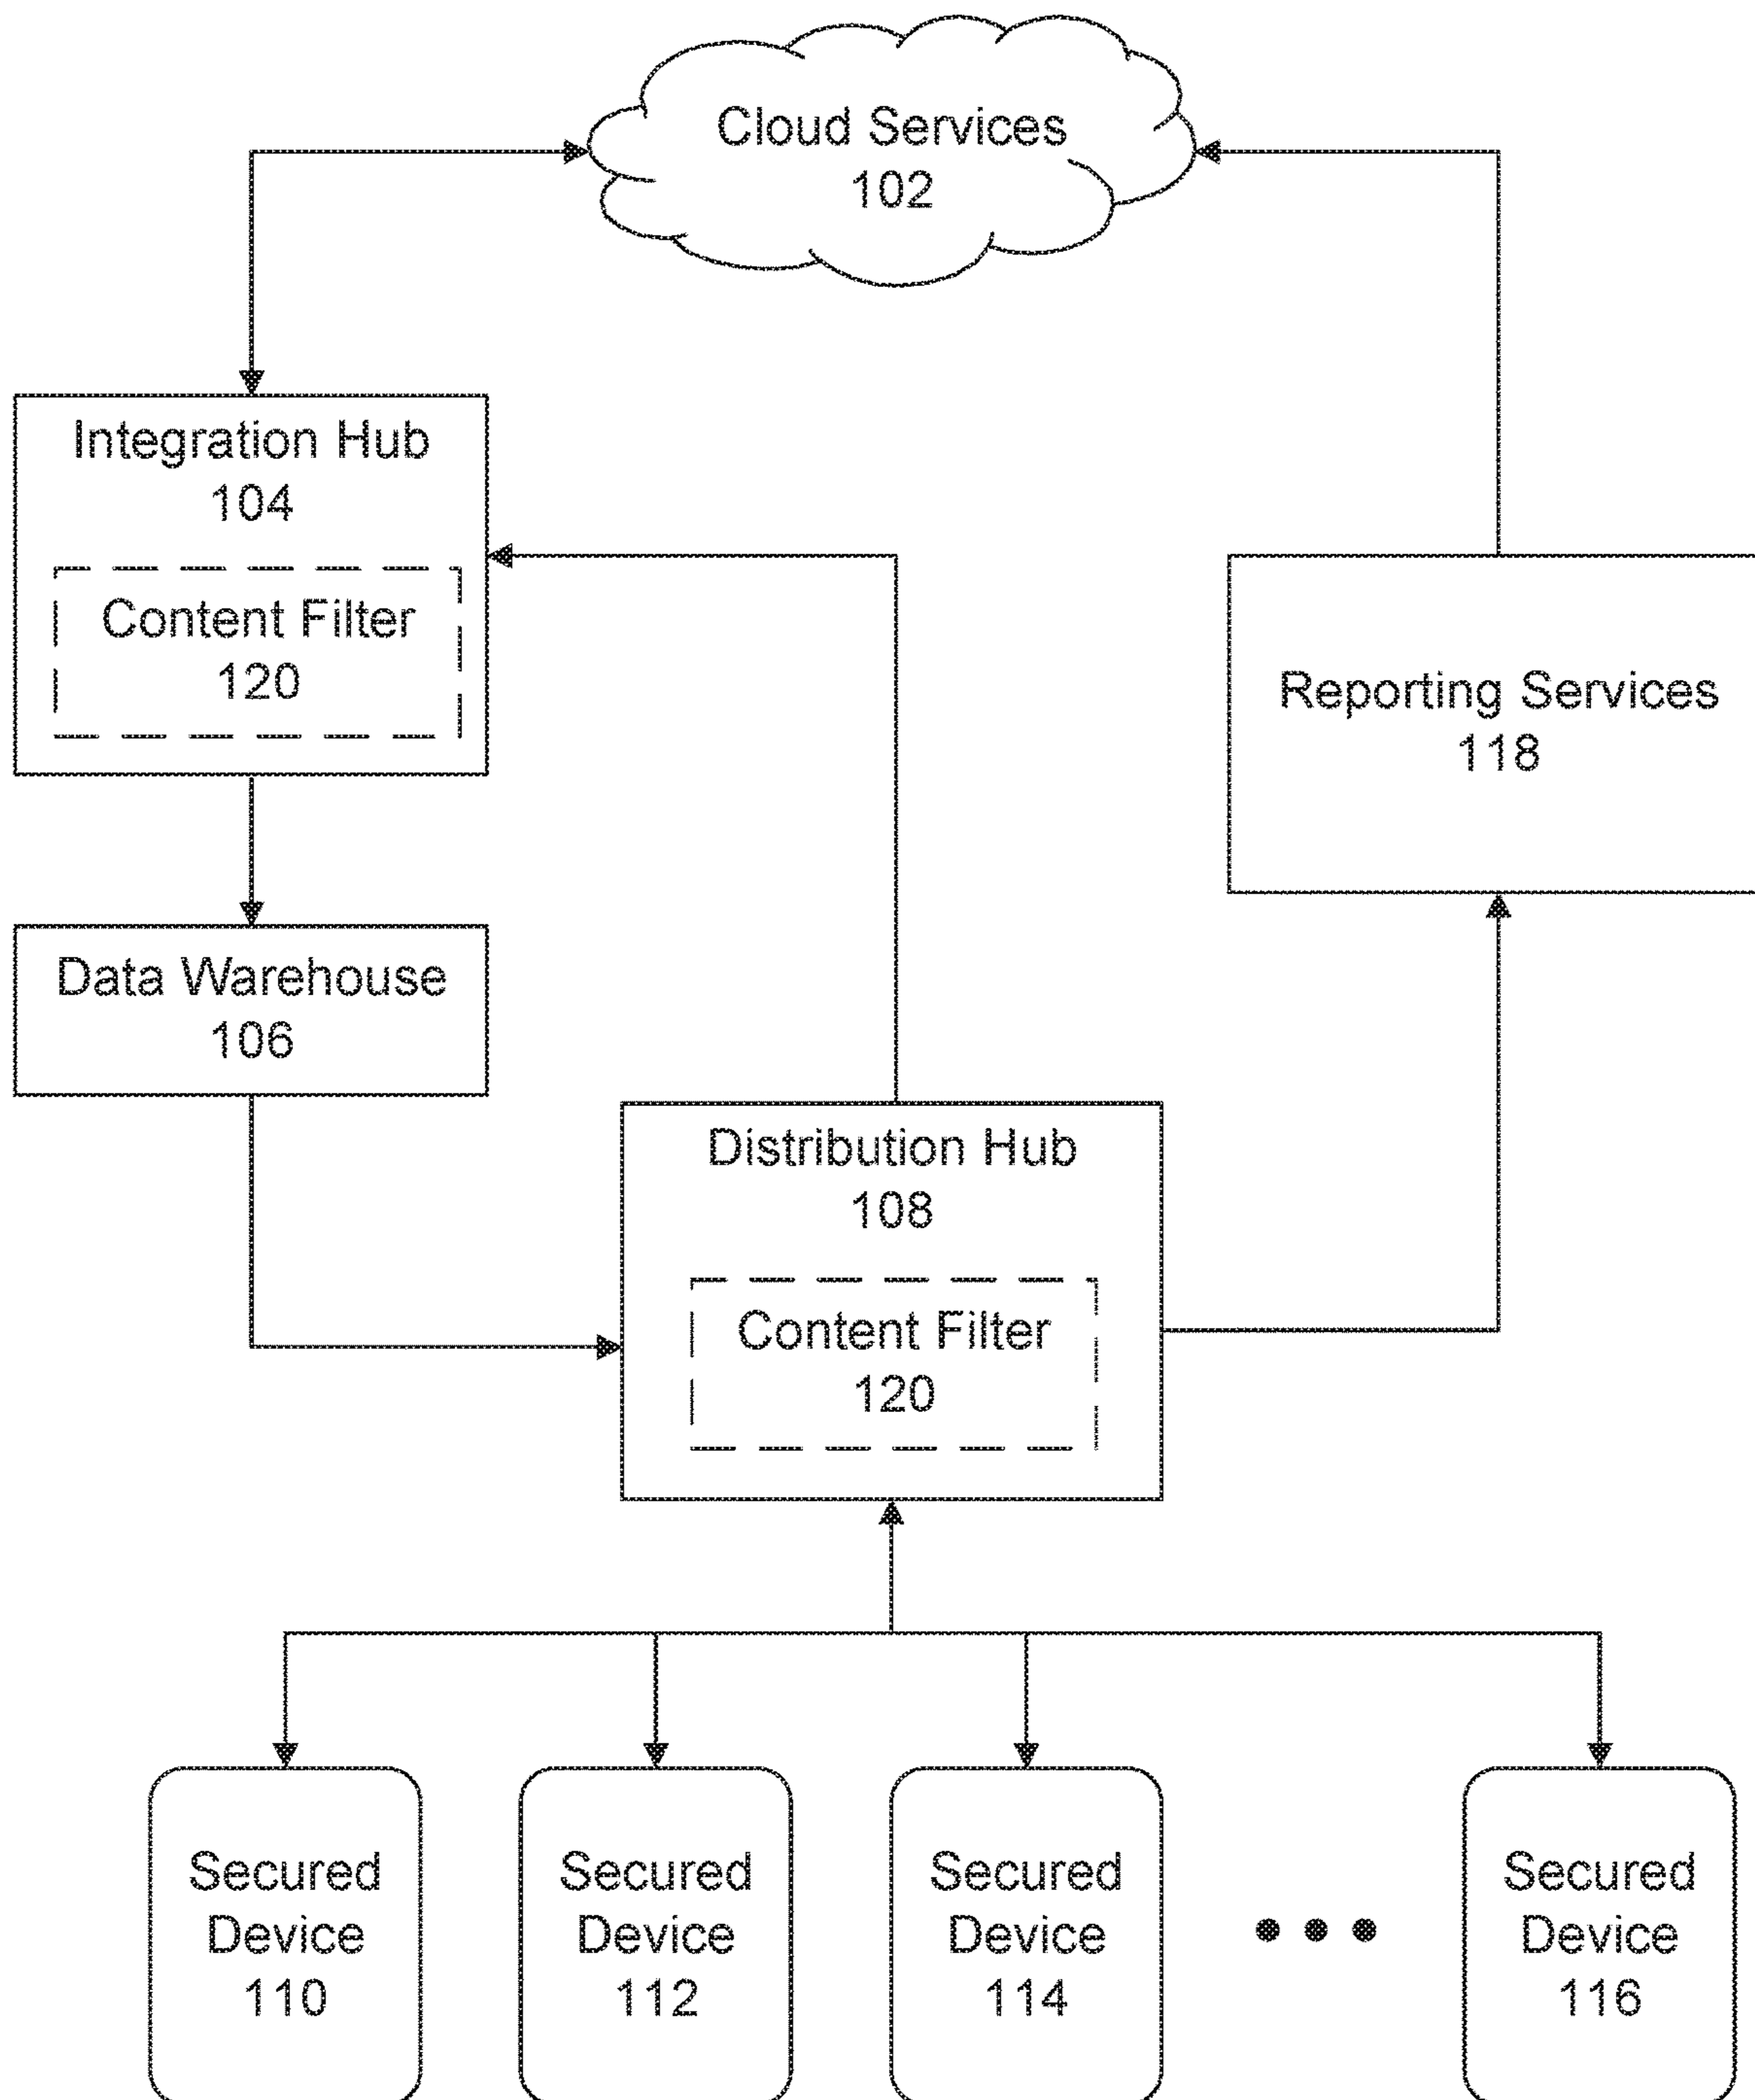 Cloud Services
102
Integration Hub
104
Content Filter
120
Reporting Services
118
Data Warehouse
106
Distribution Hub
108
Content Filter
120
Secured
Device
110
Secured
Device
112
Secured
Device
114
Secured
Device
116